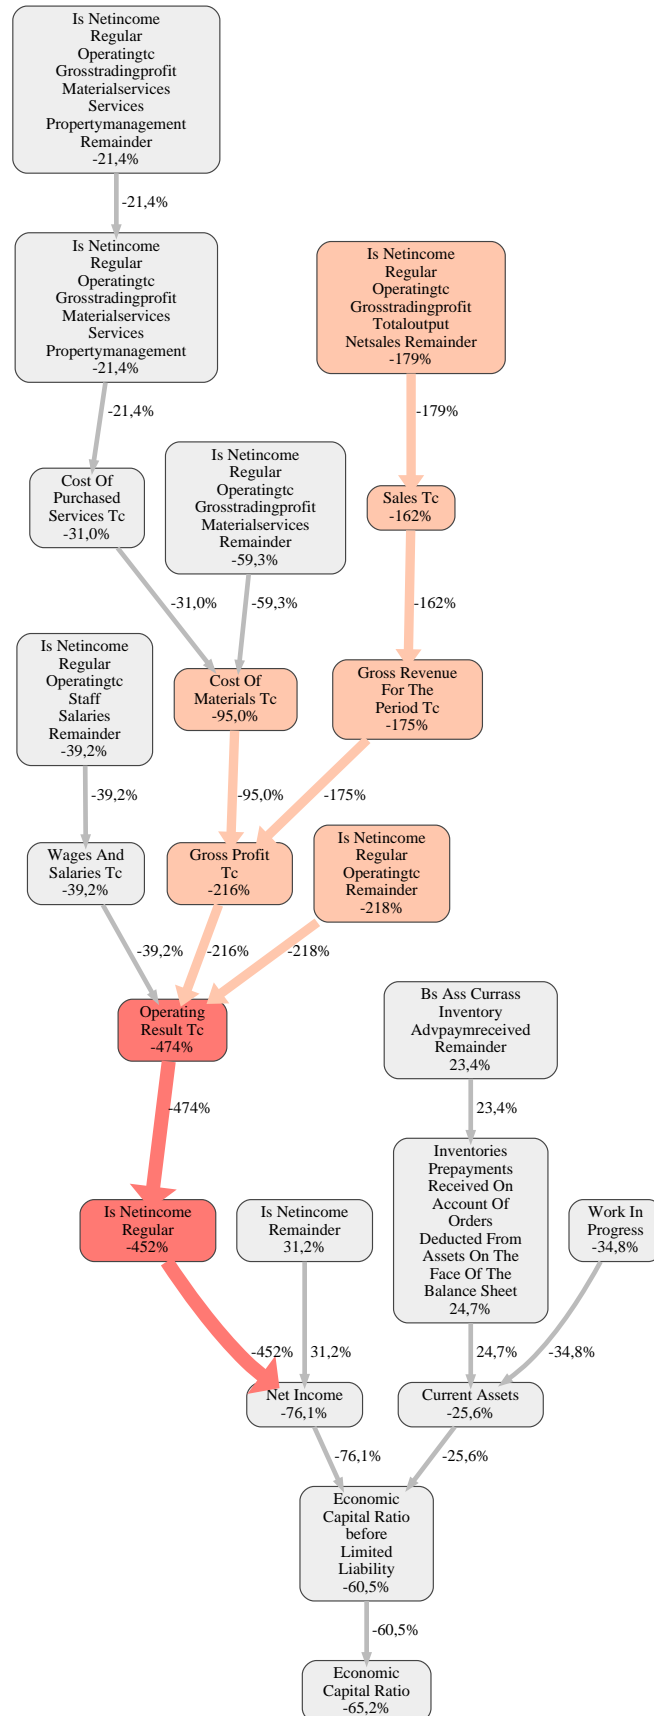 Is Netincome
Regular
Operatingtc
Grosstradingprofit
Materialservices
Services
Propertymanagement
Remainder
-21,4%
-21,4%
Is Netincome
Regular
Operatingtc
Grosstradingprofit
Materialservices
Services
Propertymanagement
-21,4%
Is Netincome
Regular
Operatingtc
Grosstradingprofit
Totaloutput
Netsales Remainder
-179%
-21,4%
-179%
Cost Of
Purchased
Services Tc
-31,0%
Is Netincome
Regular
Operatingtc
Grosstradingprofit
Materialservices
Remainder
-59,3%
Sales Tc
-162%
-31,0%
-59,3%
-162%
Is Netincome
Regular
Operatingtc
Staff
Salaries
Remainder
-39,2%
Cost Of
Materials Tc
-95,0%
Gross Revenue
For The
Period Tc
-175%
-39,2%
-95,0%
-175%
Wages And
Salaries Tc
-39,2%
Gross Profit
Tc
-216%
Is Netincome
Regular
Operatingtc
Remainder
-218%
-39,2%
-216%
-218%
Operating
Result Tc
-474%
Bs Ass Currass
Inventory
Advpaymreceived
Remainder
23,4%
-474%
23,4%
Is Netincome
Regular
-452%
Is Netincome
Remainder
31,2%
Inventories
Prepayments
Received On
Account Of
Orders
Deducted From
Assets On The
Face Of The
Balance Sheet
24,7%
Work In
Progress
-34,8%
-452%
31,2%
24,7%
-34,8%
Net Income
-76,1%
Current Assets
-25,6%
-76,1%
-25,6%
Economic
Capital Ratio
before
Limited
Liability
-60,5%
-60,5%
Economic
Capital Ratio
-65,2%